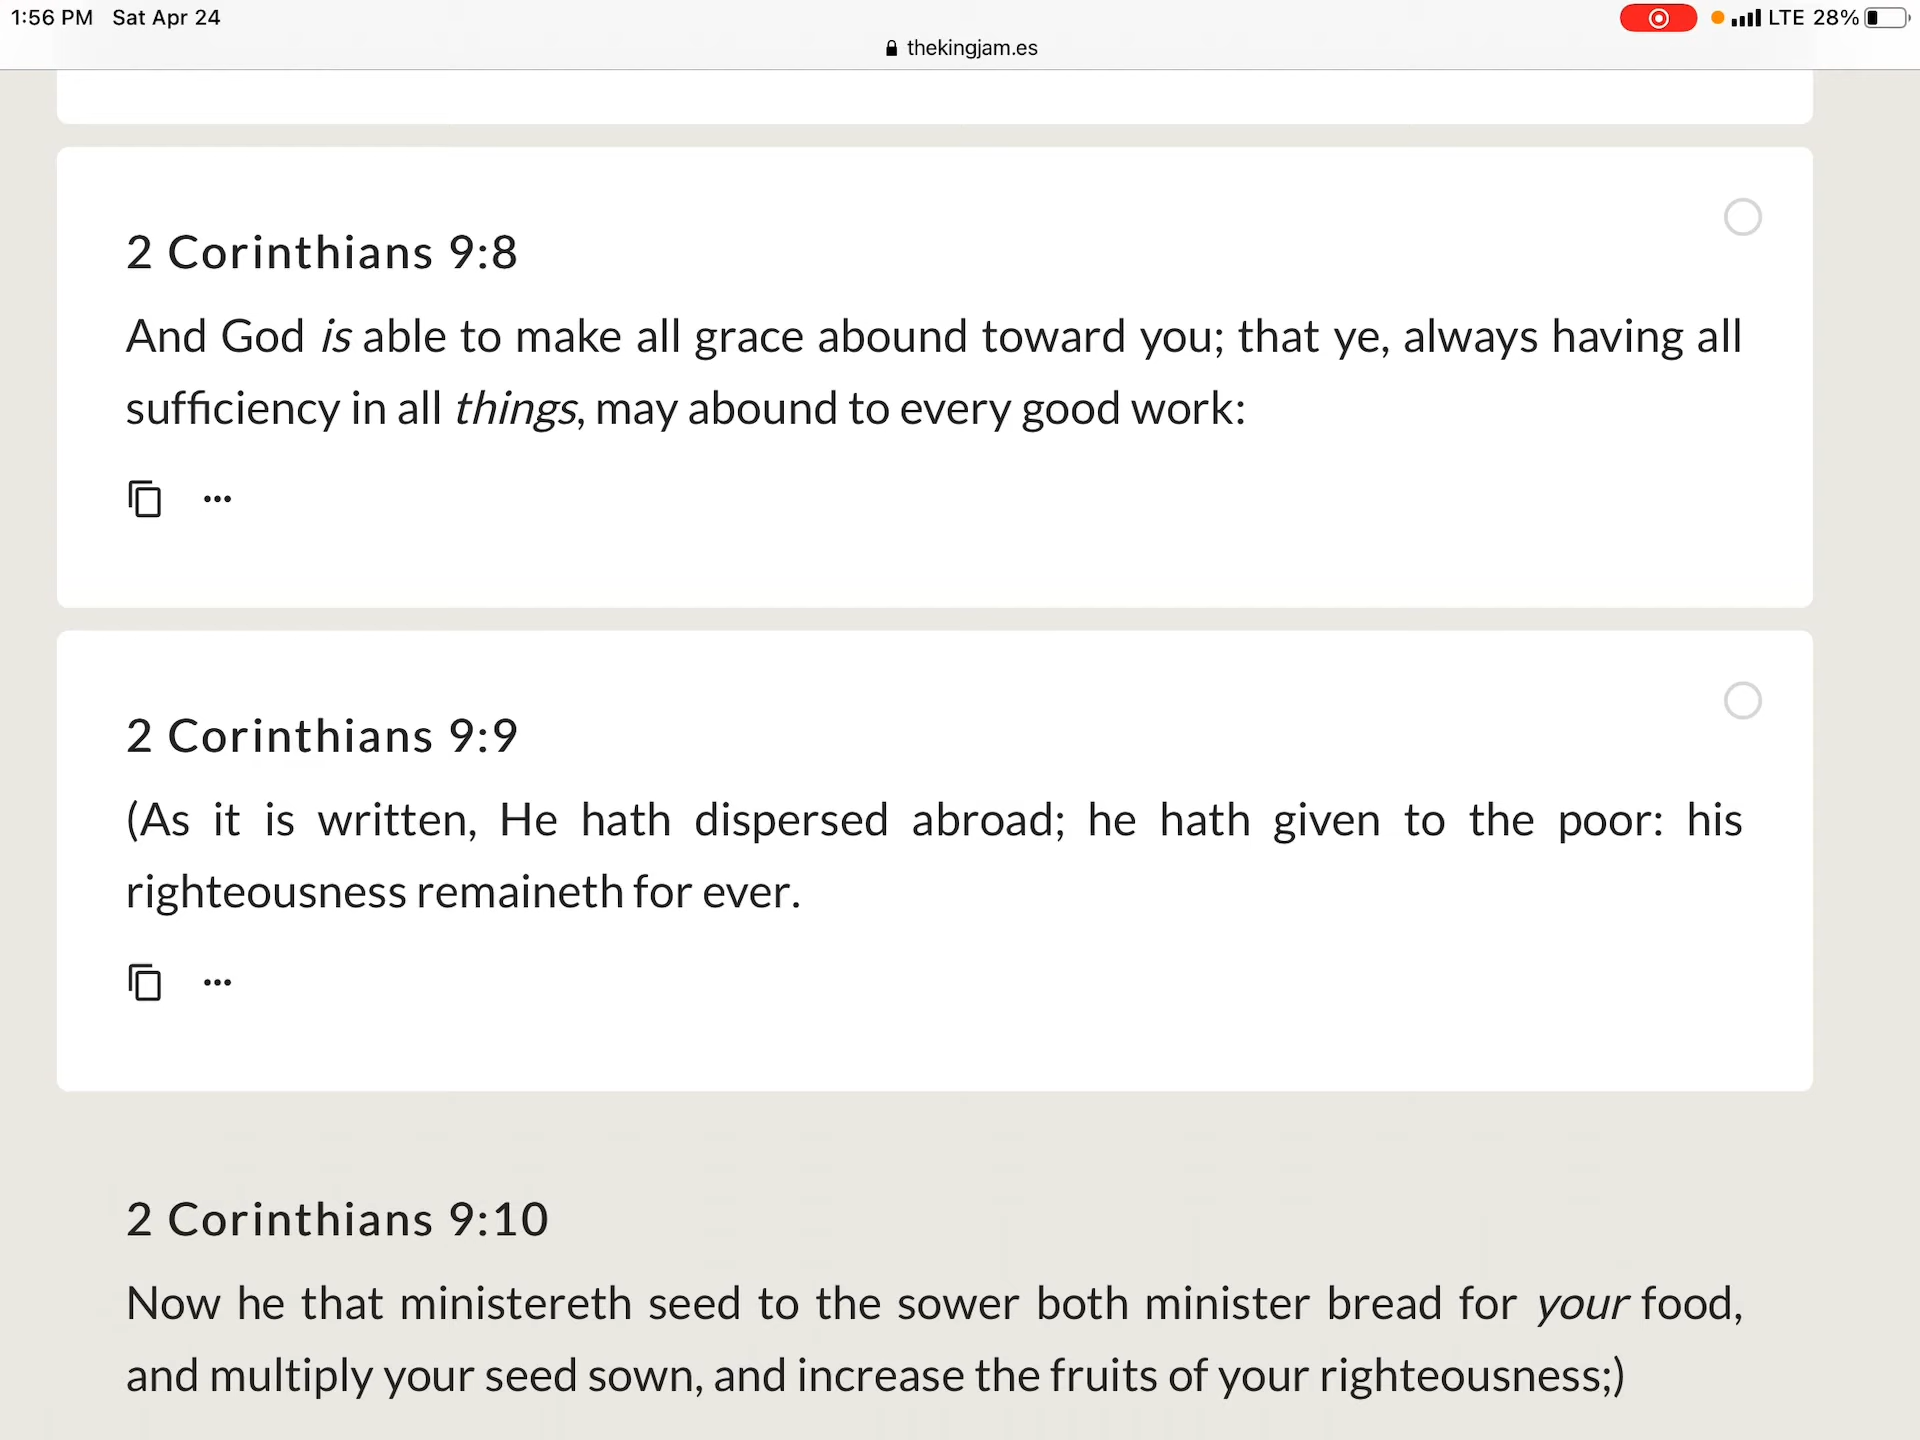 1:56 PM Sat Apr 24
LTE 28%
thekingjam.es
2 Corinthians 9:8
And God is able to make all grace abound toward you; that ye, always having all
sufficiency in all things, may abound to every good work:
2 Corinthians 9:9
(As it is written, He hath dispersed abroad; he hath given to the poor: his
righteousness remaineth for ever.
2 Corinthians 9:10
Now he that ministereth seed to the sower both minister bread for your food,
and multiply your seed sown, and increase the fruits of your righteousness;)